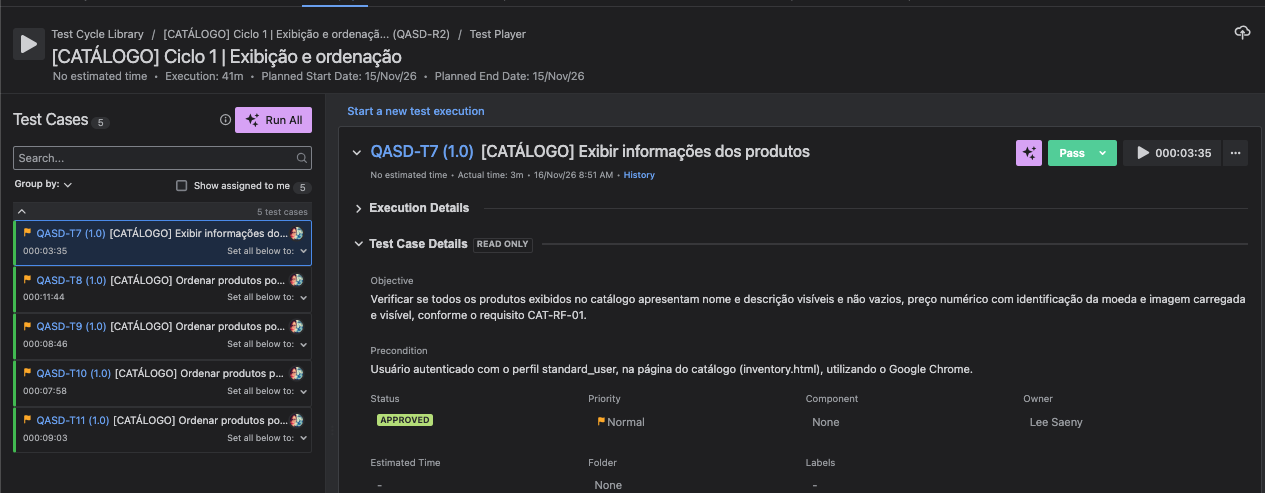 Test Cycle Library / [CATÁLOGO] Ciclo 1 | Exibição e ordenaçã... (QASD-R2) / Test Player
[CATÁLOGO] Ciclo 1 | Exibição e ordenação
No estimated time • Execution: 41m • Planned Start Date: 15/Nov/26 • Planned End Date: 15/Nov/26
Test Cases 5
Run All
Search...
Group by:
Show assigned to me 5
5 test cases
QASD-T7 (1.0) [CATÁLOGO] Exibir informações do...
000:03:35 Set all below to:
QASD-T8 (1.0) [CATÁLOGO] Ordenar produtos po...
000:11:44 Set all below to:
QASD-T9 (1.0) [CATÁLOGO] Ordenar produtos po...
000:08:46 Set all below to:
QASD-T10 (1.0) [CATÁLOGO] Ordenar produtos p...
000:07:58 Set all below to:
QASD-T11 (1.0) [CATÁLOGO] Ordenar produtos po...
000:09:03 Set all below to:
Start a new test execution
QASD-T7 (1.0) [CATÁLOGO] Exibir informações dos produtos
Pass
000:03:35
...
No estimated time • Actual time: 3m • 16/Nov/26 8:51 AM • History
Execution Details
Test Case Details READ ONLY
Objective
Verificar se todos os produtos exibidos no catálogo apresentam nome e descrição visíveis e não vazios, preço numérico com identificação da moeda e imagem carregada
e visível, conforme o requisito CAT-RF-01.
Precondition
Usuário autenticado com o perfil standard_user, na página do catálogo (inventory.html), utilizando o Google Chrome.
Status Priority Component Owner
APPROVED Normal None Lee Saeny
Estimated Time Folder Labels
- None -